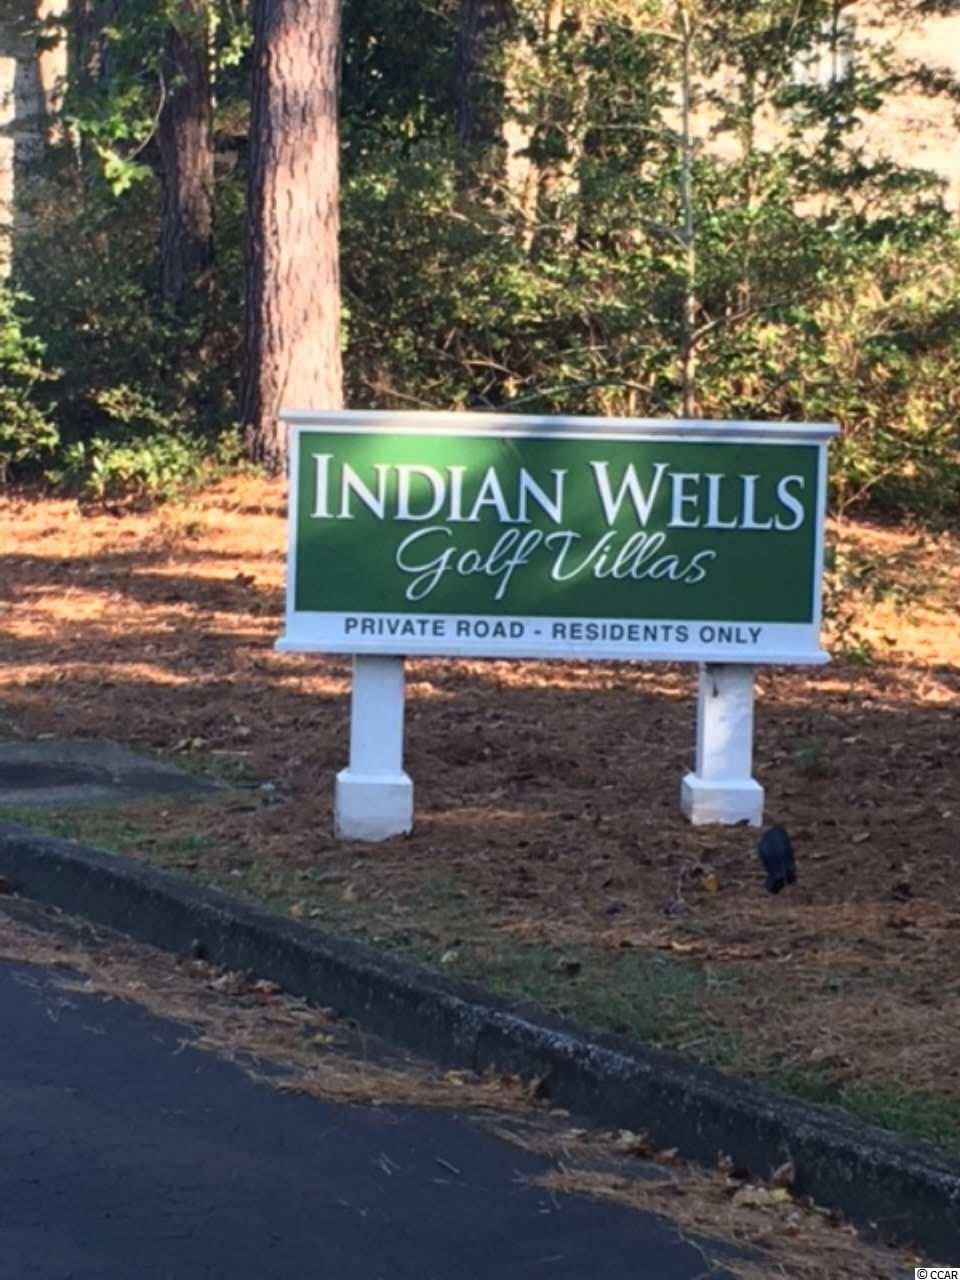 INDIAN WELLS
Golf Villas
PRIVATE ROAD - RESIDENTS ONLY
© CCAR